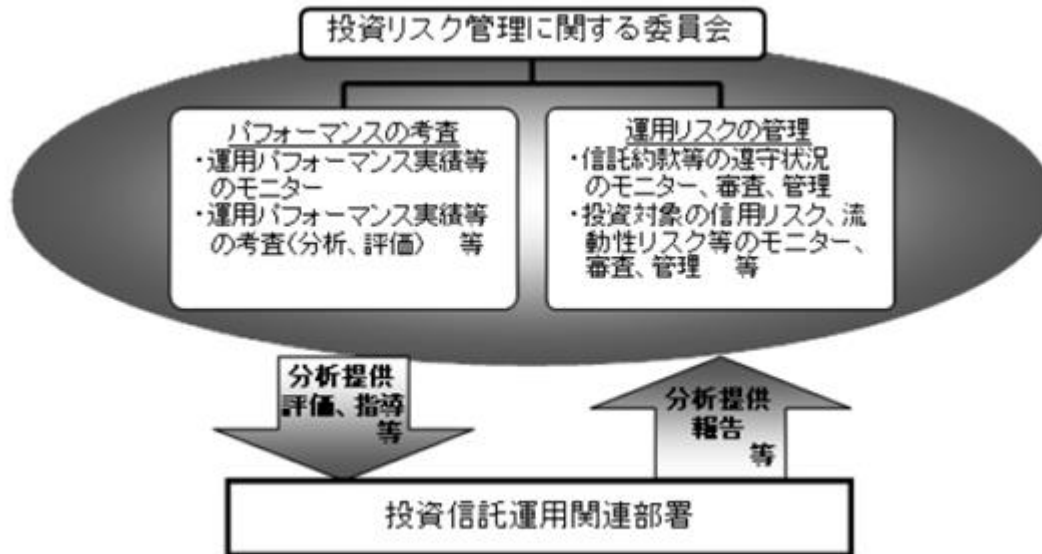 投資リスク管理に関する委員会
パフォーマンスの考査
・運用パフォーマンス実績等
のモニター
・運用パフォーマンス実績等
の考査(分析、評価) 等
運用リスクの管理
・信託約款等の遵守状況
のモニター、審査、管理
・投資対象の信用リスク、流
動性リスク等のモニター、
審査、管理 等
分析提供
評価、指導
等
分析提供
報告
等
投資信託運用関連部署